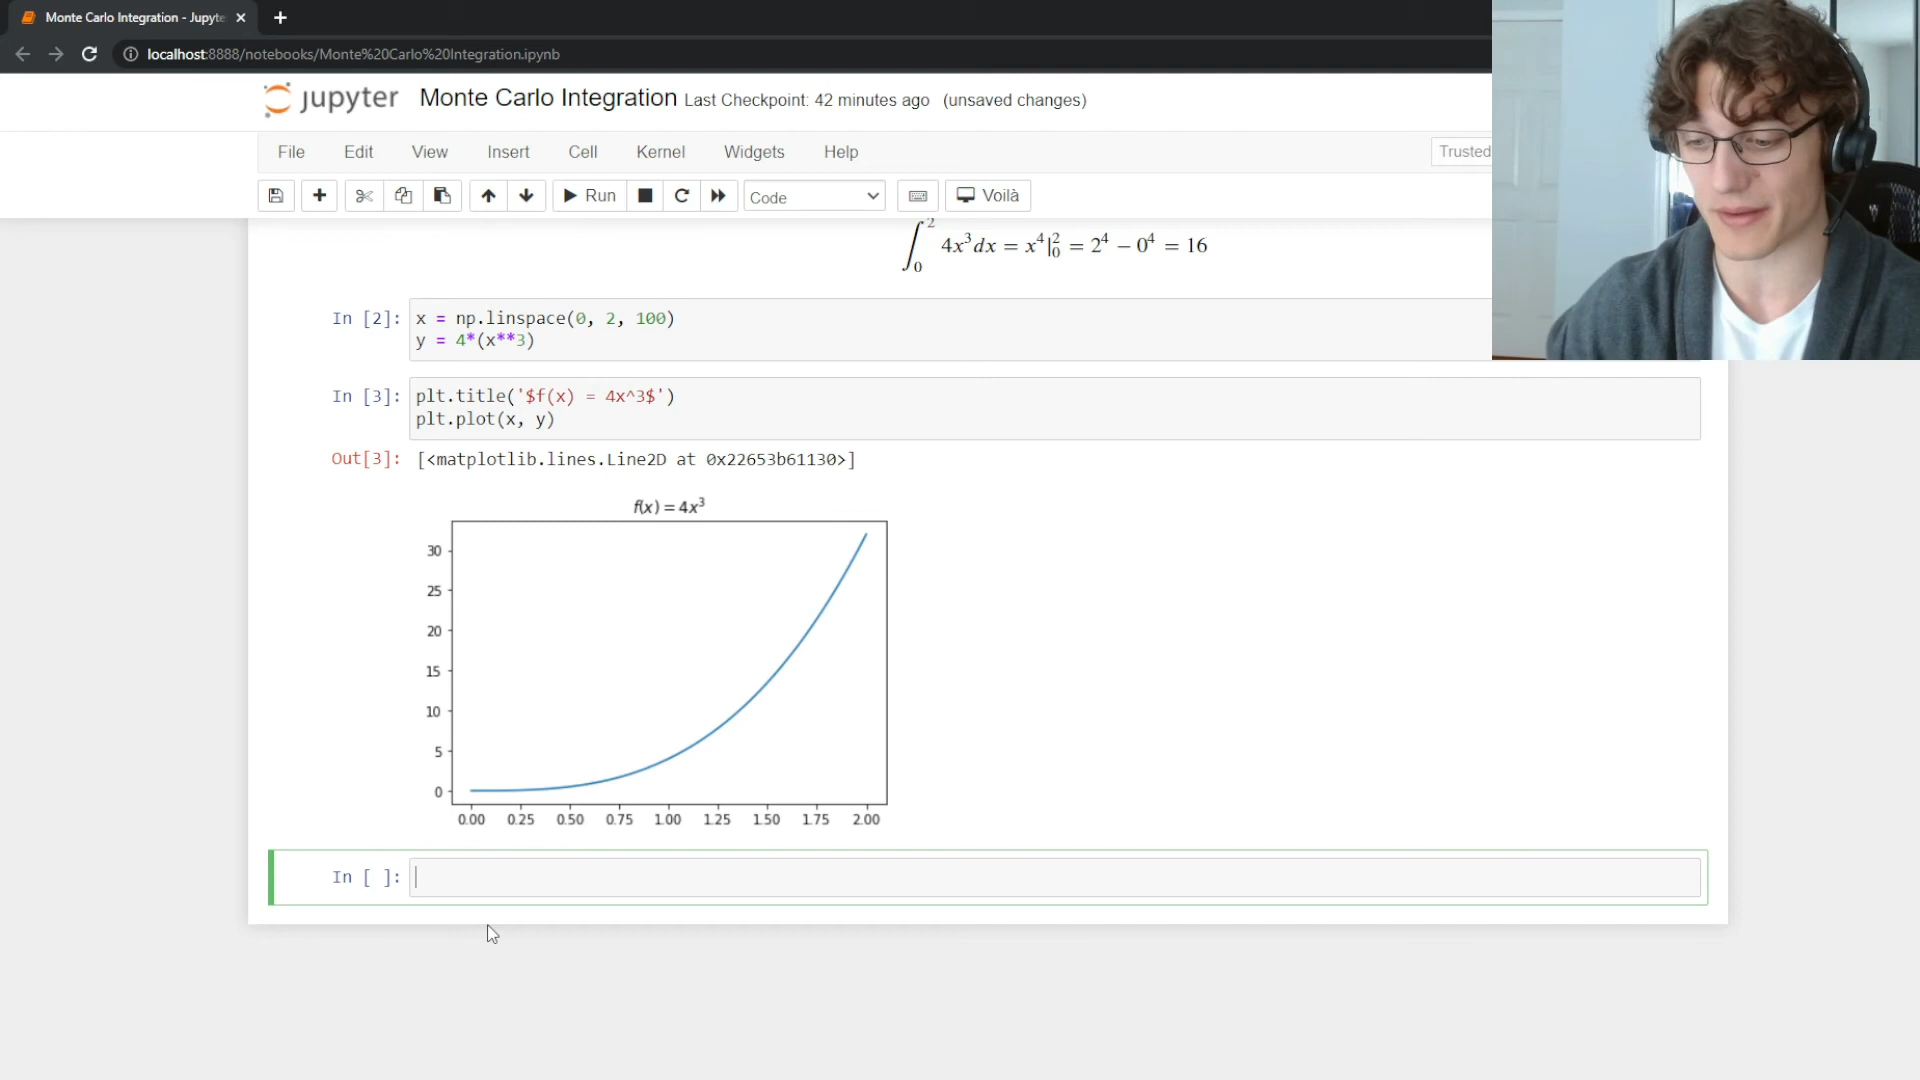 Monte Carlo Integration - Jupyte
localhost:8888/notebooks/Monte%20Carlo%20Integration.ipynb
jupyter Monte Carlo Integration Last Checkpoint: 42 minutes ago (unsaved changes)
File Edit View Insert Cell Kernel Widgets Help Trusted
Run Code Voilà
∫₀² 4x³dx = x⁴|₀² = 2⁴ − 0⁴ = 16
In [2]: x = np.linspace(0, 2, 100)
y = 4*(x**3)
In [3]: plt.title('$f(x) = 4x^3$')
plt.plot(x, y)
Out[3]: [<matplotlib.lines.Line2D at 0x22653b61130>]
f(x) = 4x³
30
25
20
15
10
5
0
0.00 0.25 0.50 0.75 1.00 1.25 1.50 1.75 2.00
In [ ]: